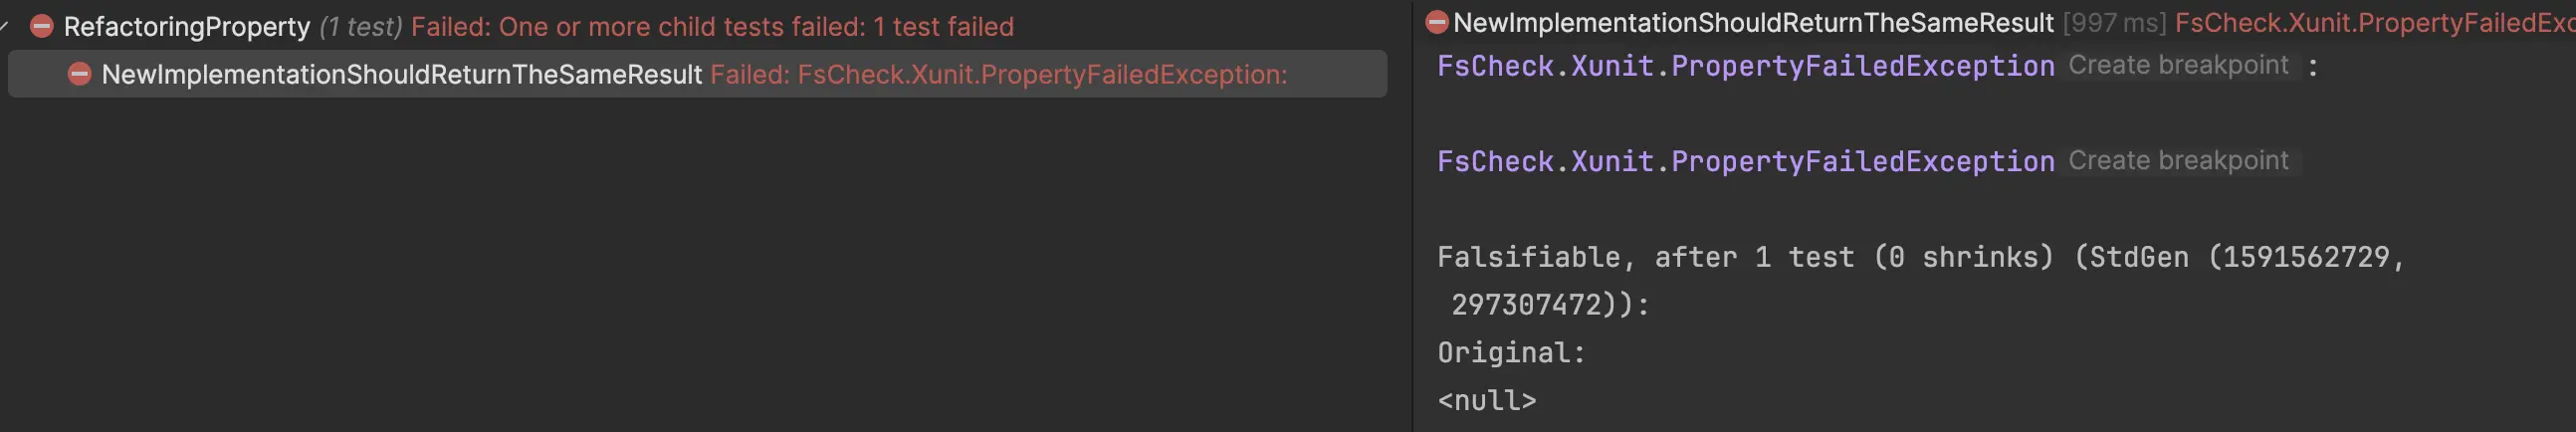 RefactoringProperty (1 test) Failed: One or more child tests failed: 1 test failed
NewImplementationShouldReturnTheSameResult Failed: FsCheck.Xunit.PropertyFailedException:
NewImplementationShouldReturnTheSameResult [997 ms] FsCheck.Xunit.PropertyFailedExc
FsCheck.Xunit.PropertyFailedException Create breakpoint :
FsCheck.Xunit.PropertyFailedException Create breakpoint
Falsifiable, after 1 test (0 shrinks) (StdGen (1591562729,
297307472)):
Original:
<null>